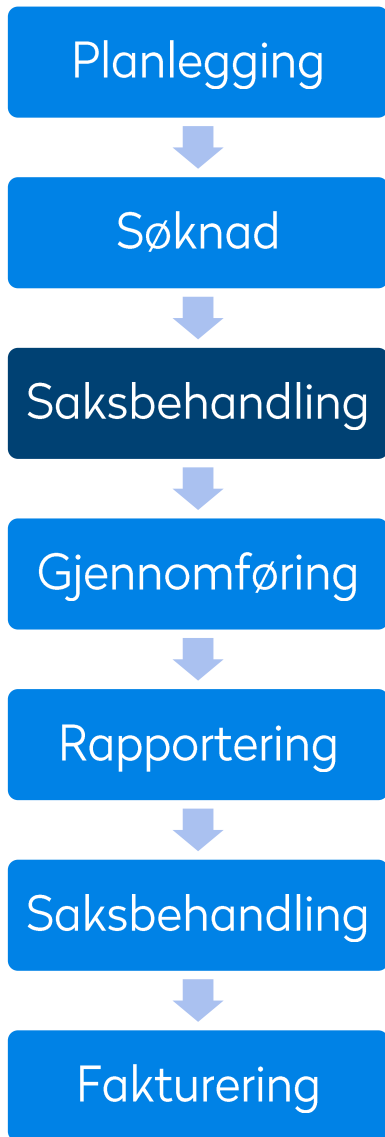 Planlegging
Søknad
Saksbehandling
Gjennomføring
Rapportering
Saksbehandling
Fakturering